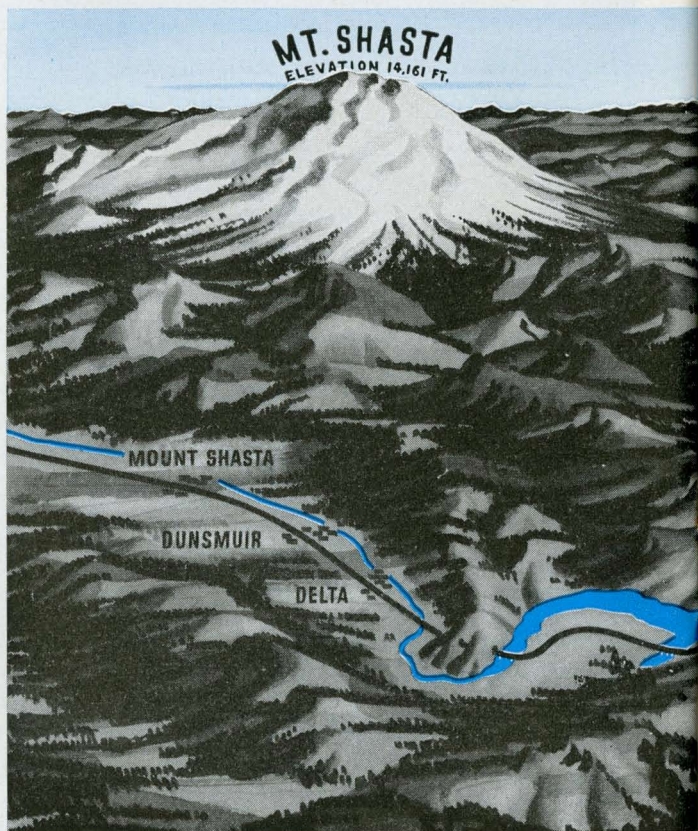 MT. SHASTA
ELEVATION 14,161 FT.
MOUNT SHASTA
DUNSMUIR
DELTA